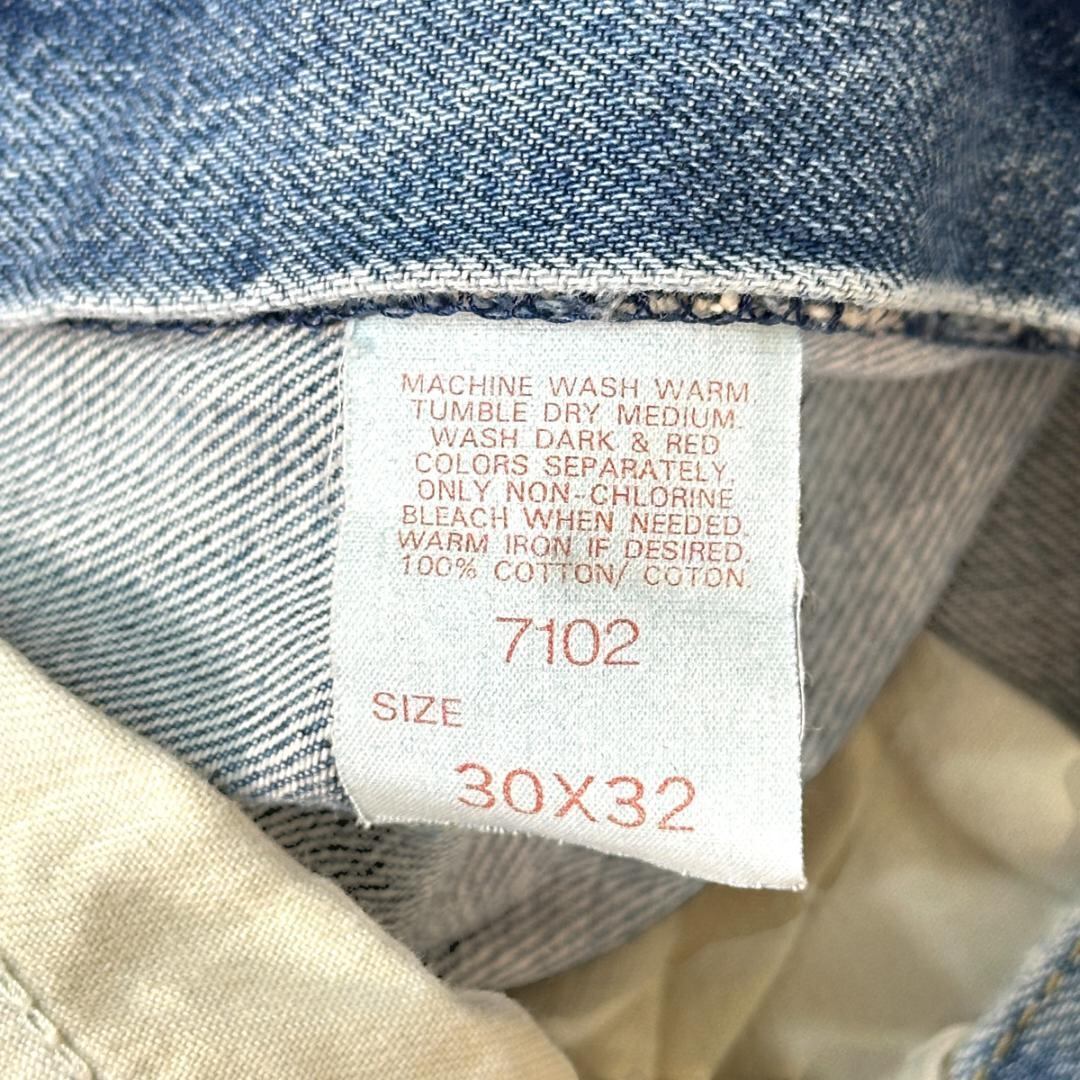 MACHINE WASH WARM
TUMBLE DRY MEDIUM.
WASH DARK & RED
COLORS SEPARATELY.
ONLY NON-CHLORINE
BLEACH WHEN NEEDED.
WARM IRON IF DESIRED.
100% COTTON/ COTON.
7102
SIZE
30X32